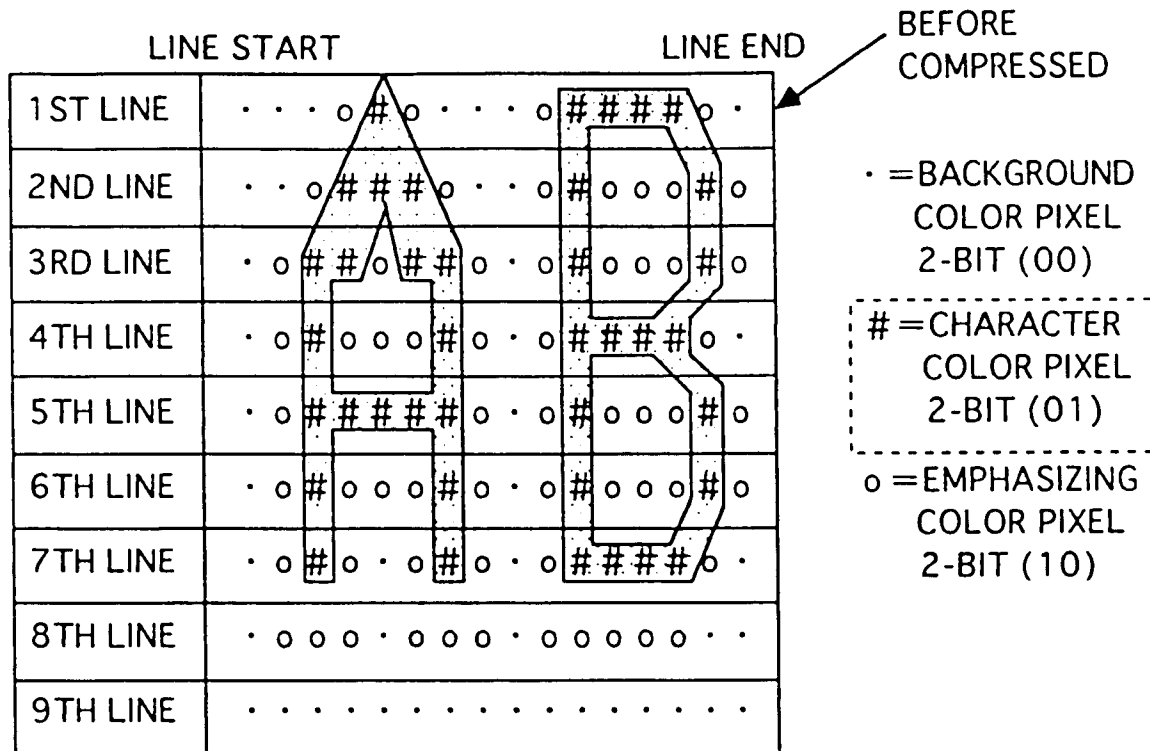 LINE START LINE END BEFORE
COMPRESSED
1ST LINE · · · o # o · · · o # # # # o ·
2ND LINE · · o # # # o · · o # o o o # o
3RD LINE · o # # o # # o · o # o o o # o
4TH LINE · o # o o o # o · o # # # # o ·
5TH LINE · o # # # # # o · o # o o o # o
6TH LINE · o # o o o # o · o # o o o # o
7TH LINE · o # o · o # o · o # # # # o ·
8TH LINE · o o o · o o o · o o o o o · ·
9TH LINE · · · · · · · · · · · · · · · ·
· =BACKGROUND
COLOR PIXEL
2-BIT (00)
# =CHARACTER
COLOR PIXEL
2-BIT (01)
o =EMPHASIZING
COLOR PIXEL
2-BIT (10)